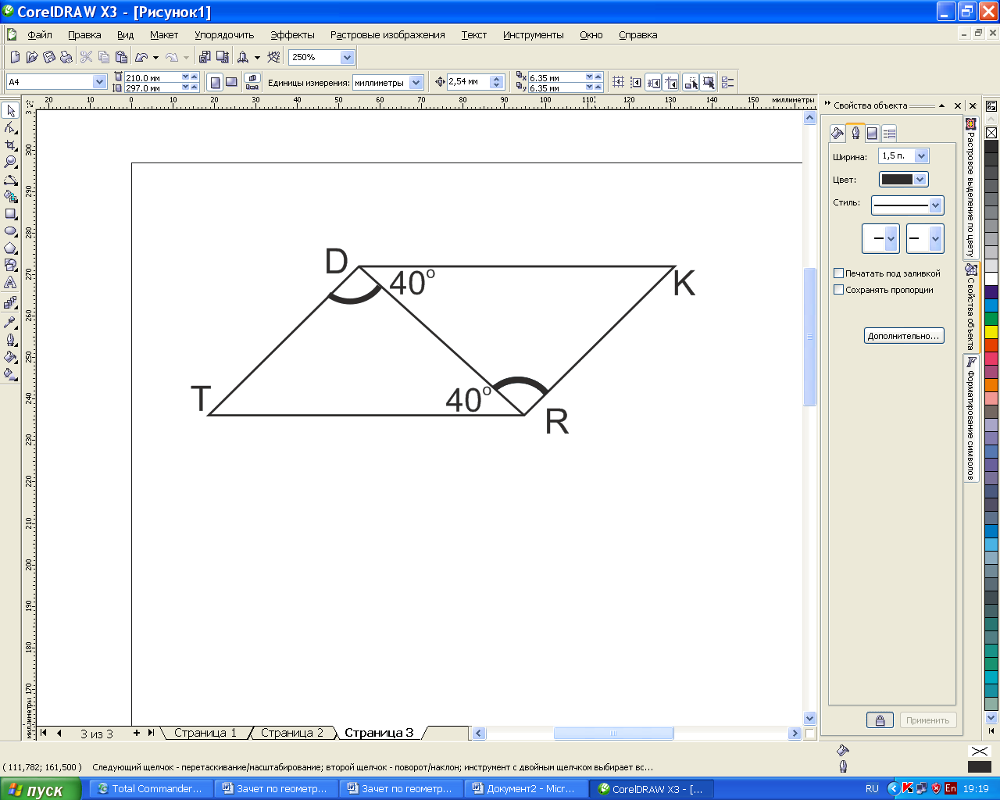 CorelDRAW X3 - [Рисунок1]
Файл Правка Вид Макет Упорядочить Эффекты Растровые изображения Текст Инструменты Окно Справка
250%
A4 210.0 мм Единицы измерения: миллиметры 2,54 мм 6.35 мм
297.0 мм 6.35 мм
20 10 0 10 20 30 40 50 60 70 80 90 100 110 120 130 140 150 миллиметры
300
290
280
270
260
250
240
230
220
210
200
190
180
170
миллиметры
D
40°
K
T
40°
R
Свойства объекта
Ширина: 1,5 п.
Цвет:
Стиль:
Печатать под заливкой
Сохранять пропорции
Дополнительно...
Применить
Растровое выделение по цвету
Свойства объекта
Форматирование символов
3 из 3 Страница 1 Страница 2 Страница 3
( 111,782; 161,500 ) Следующий щелчок - перетаскивание/масштабирование; второй щелчок - поворот/наклон; инструмент с двойным щелчком выбирает вс...
пуск Total Commander... Зачет по геометр... Зачет по геометр... Документ2 - Micr... CorelDRAW X3 - [... RU En 19:19